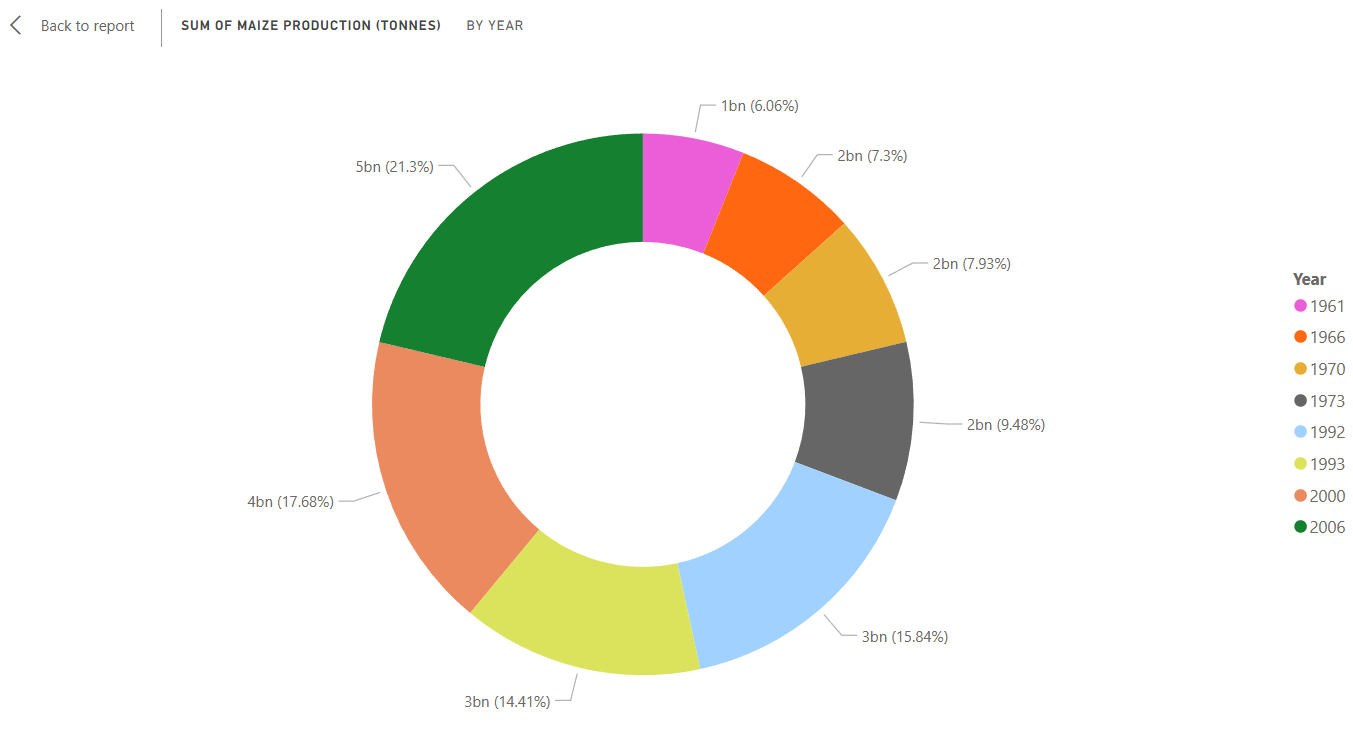 Back to report
SUM OF MAIZE PRODUCTION (TONNES) BY YEAR
1bn (6.06%)
2bn (7.3%)
5bn (21.3%)
2bn (7.93%)
2bn (9.48%)
4bn (17.68%)
3bn (15.84%)
3bn (14.41%)
Year
1961
1966
1970
1973
1992
1993
2000
2006